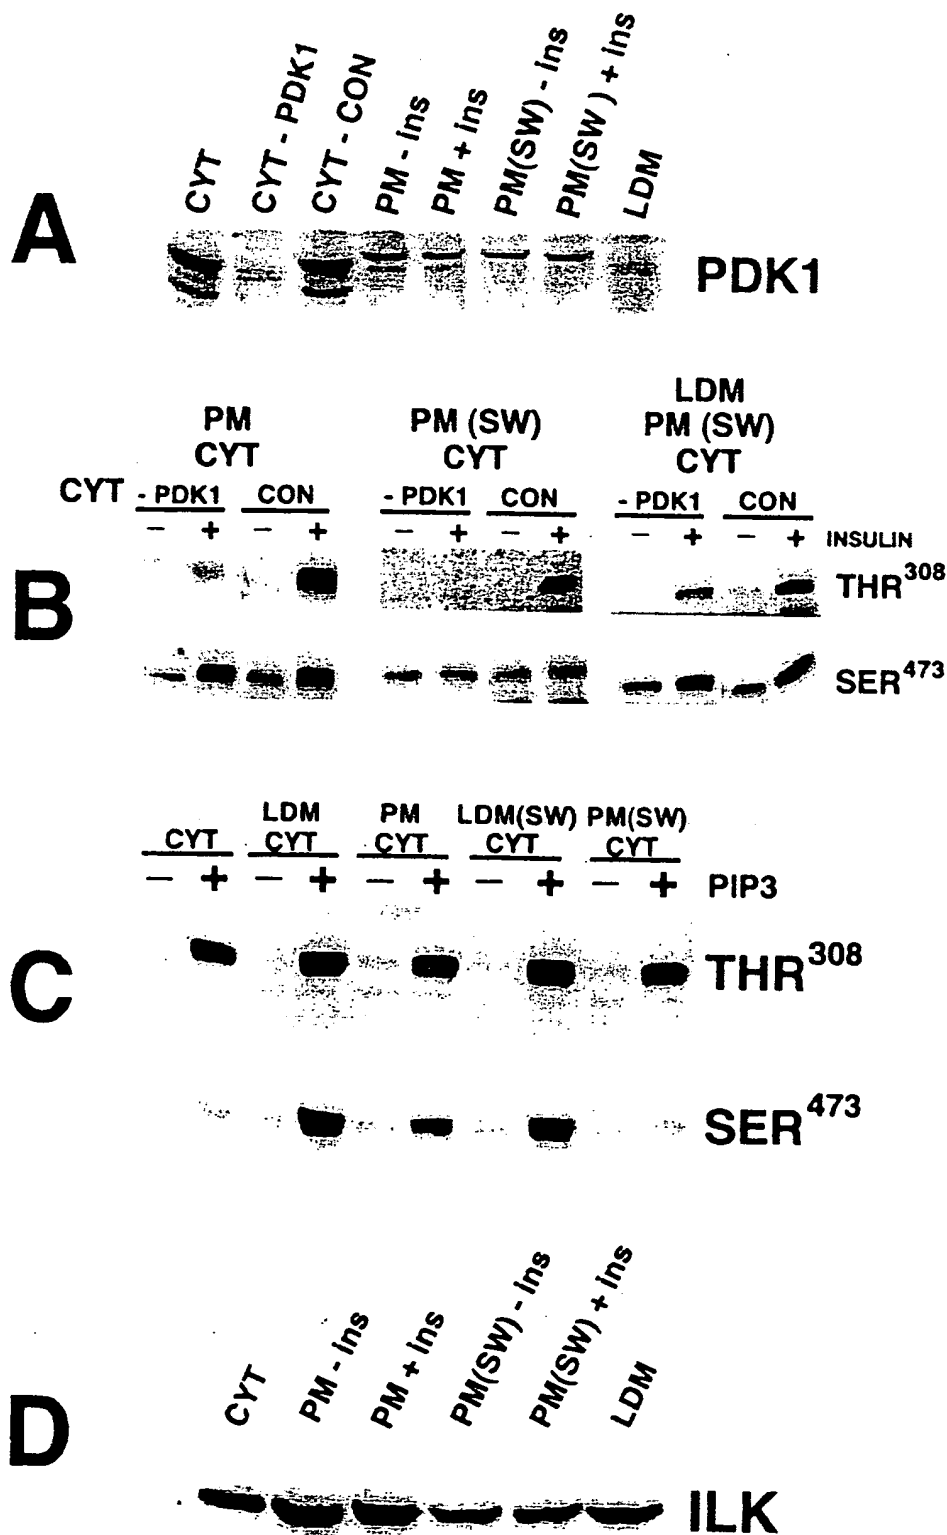 A
CYT
CYT - PDK1
CYT - CON
PM - ins
PM + ins
PM(SW) - ins
PM(SW ) + ins
LDM
PDK1
B
PM
CYT
PM (SW)
CYT
LDM
PM (SW)
CYT
CYT - PDK1 CON - PDK1 CON - PDK1 CON
− + − + − + − + − + − + INSULIN
THR308
SER473
C
CYT
LDM
CYT
PM
CYT
LDM(SW)
CYT
PM(SW)
CYT
− + − + − + − + − + PIP3
THR308
SER473
D
CYT
PM - ins
PM + ins
PM(SW) - ins
PM(SW) + ins
LDM
ILK